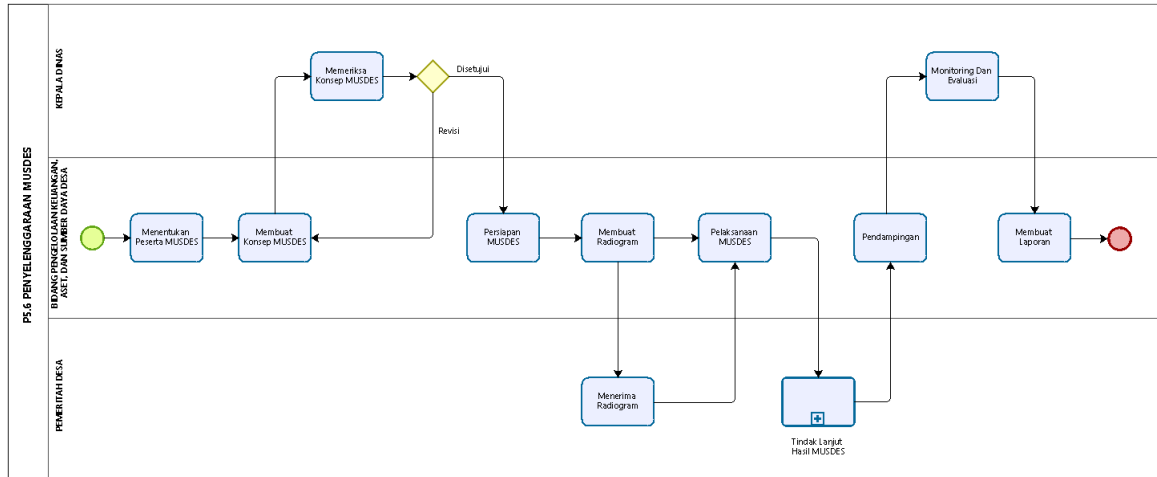 PS.6 PENYELENGGARAAN MUSDES
KEPALA DINAS
Memeriksa
Konsep MUSDES
Disetujui
Revisi
Monitoring Dan
Evaluasi
BIDANG PENGELOLAAN KEUANGAN,
ASET, DAN SUMBER DAYA DESA
Menentukan
Peserta MUSDES
Membuat
Konsep MUSDES
Persiapan
MUSDES
Membuat
Radiogram
Pelaksanaan
MUSDES
Pendampingan
Membuat
Laporan
PEMERITAH DESA
Menerima
Radiogram
Tindak Lanjut
Hasil MUSDES